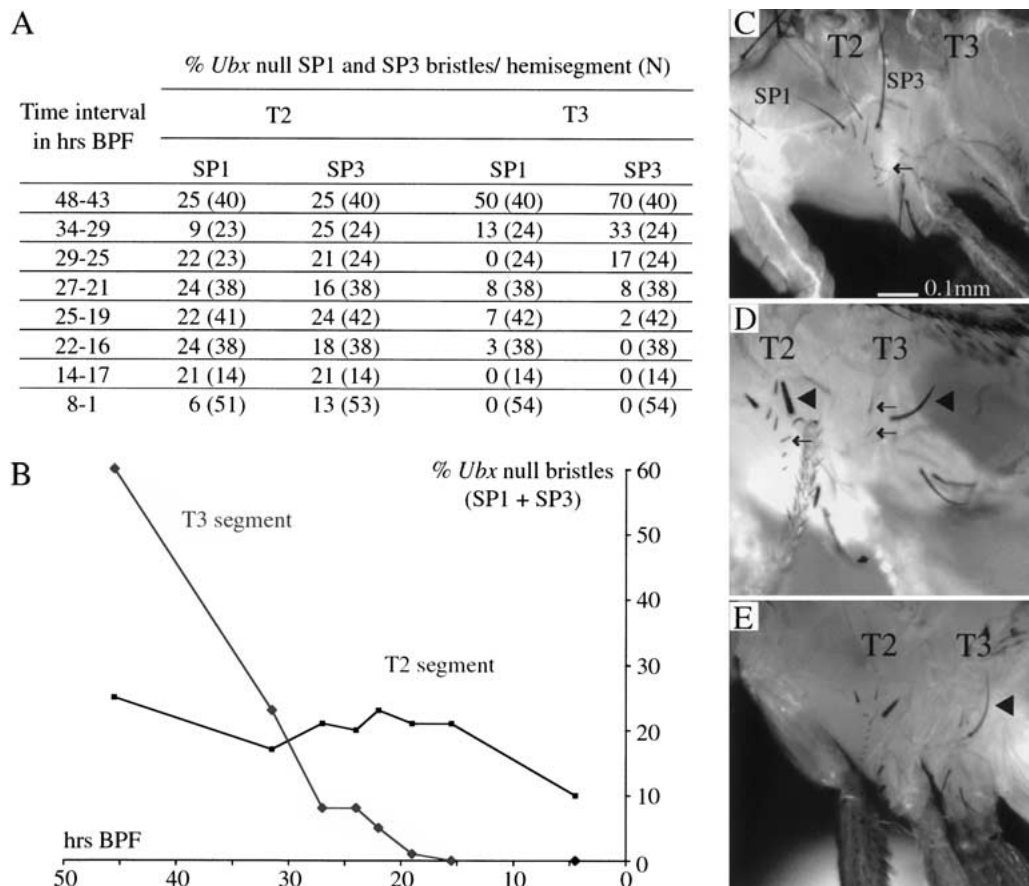 A
% Ubx null SP1 and SP3 bristles/ hemisegment (N)
Time interval in hrs BPF
T2 T3
SP1 SP3 SP1 SP3
48-43 25 (40) 25 (40) 50 (40) 70 (40)
34-29 9 (23) 25 (24) 13 (24) 33 (24)
29-25 22 (23) 21 (24) 0 (24) 17 (24)
27-21 24 (38) 16 (38) 8 (38) 8 (38)
25-19 22 (41) 24 (42) 7 (42) 2 (42)
22-16 24 (38) 18 (38) 3 (38) 0 (38)
14-17 21 (14) 21 (14) 0 (14) 0 (14)
8-1 6 (51) 13 (53) 0 (54) 0 (54)
B
% Ubx null bristles
(SP1 + SP3)
T3 segment
T2 segment
60
50
40
30
20
10
0
hrs BPF
50 40 30 20 10 0
C
T2 T3
SP1 SP3
0.1mm
D
T2 T3
E
T2 T3